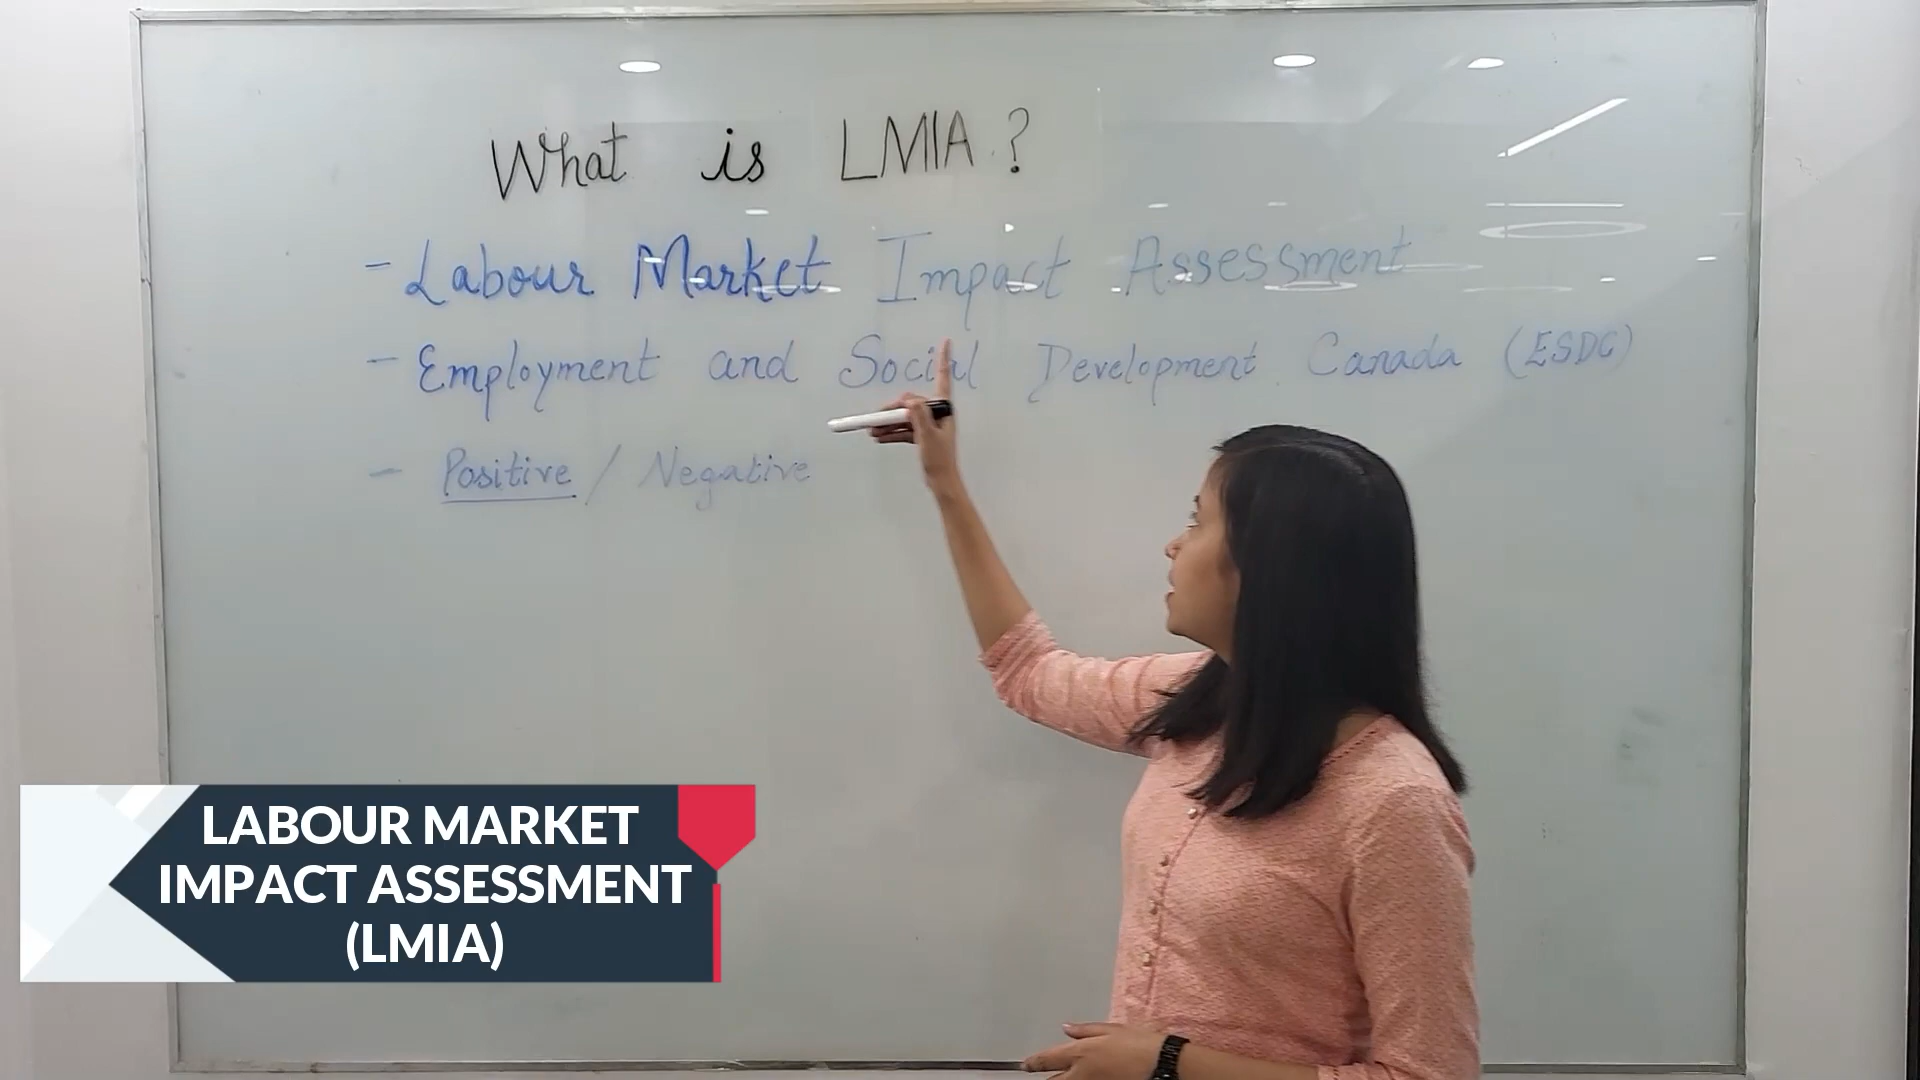 What is LMIA ?
- Labour Market Impact Assessment
- Employment and Social Development Canada (ESDC)
- Positive / Negative
LABOUR MARKET
IMPACT ASSESSMENT
(LMIA)